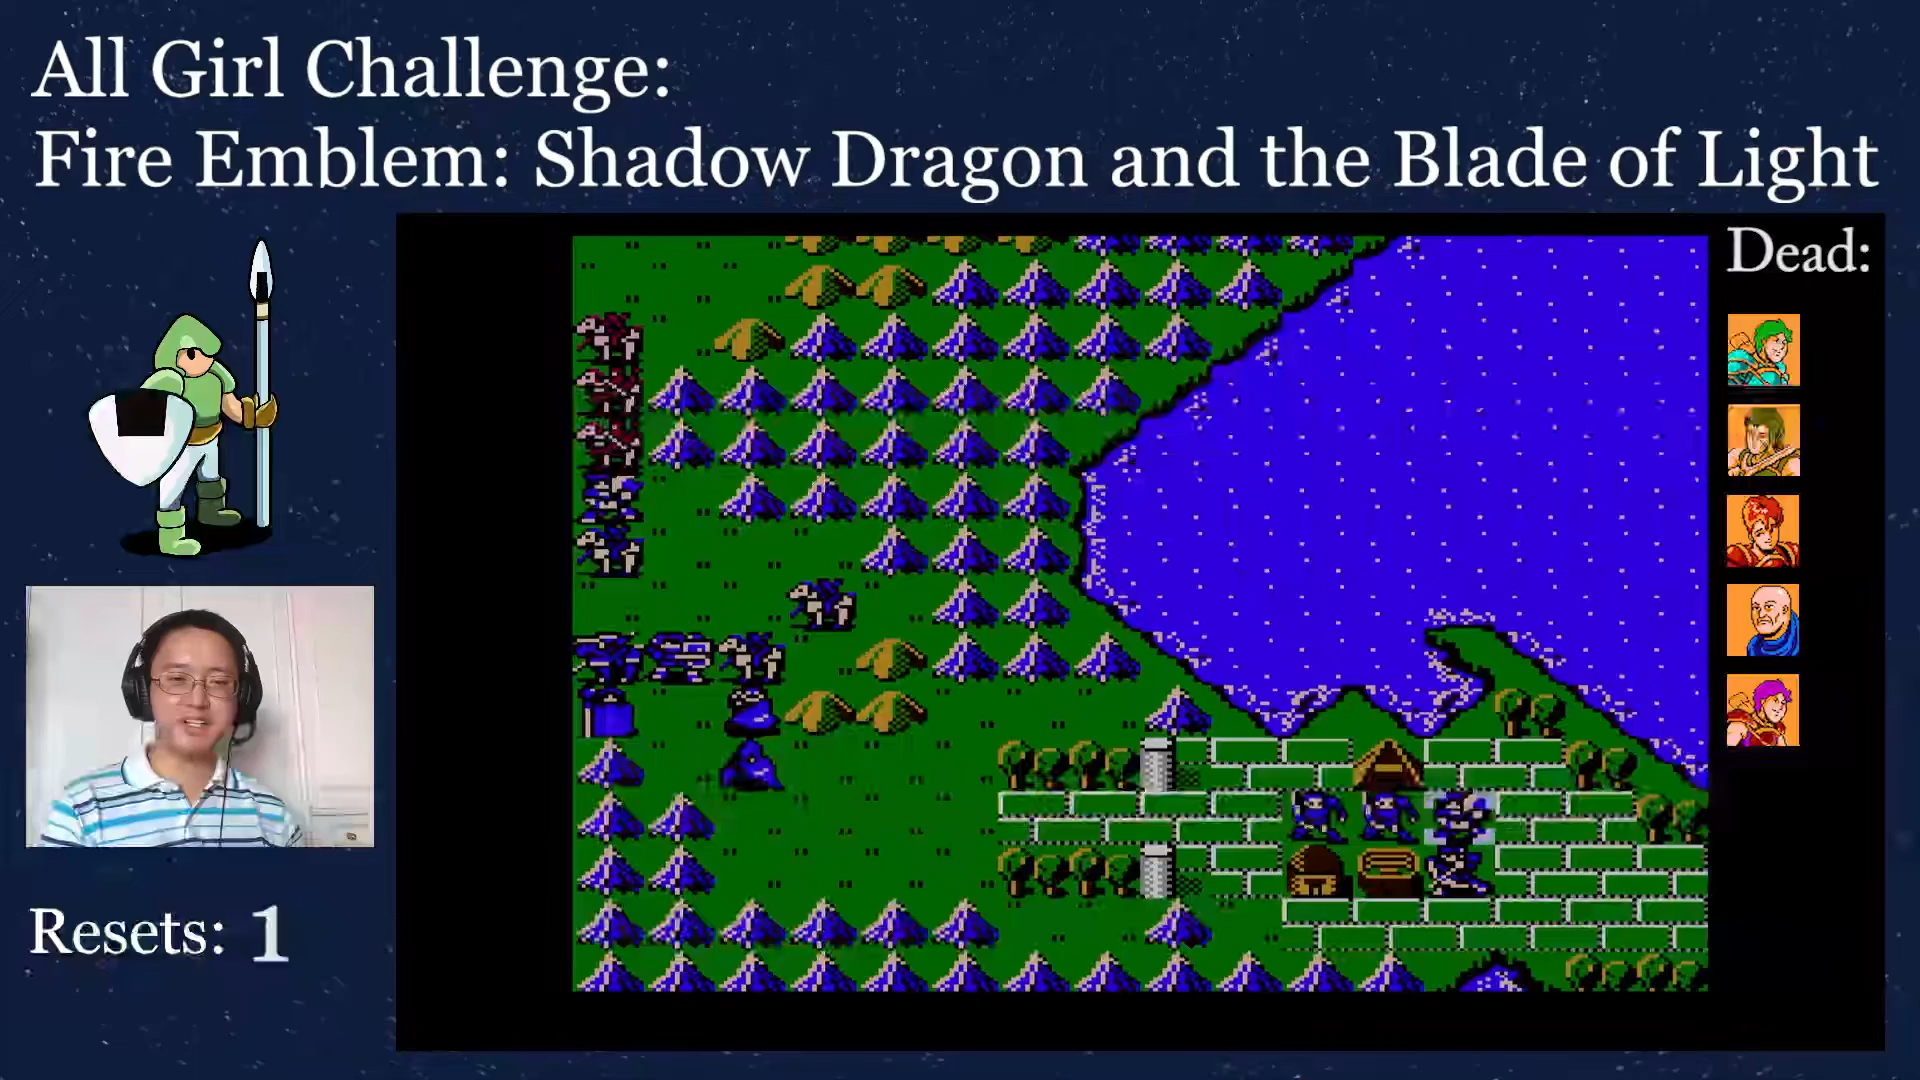 All Girl Challenge:
Fire Emblem: Shadow Dragon and the Blade of Light
Dead:
Resets: 1